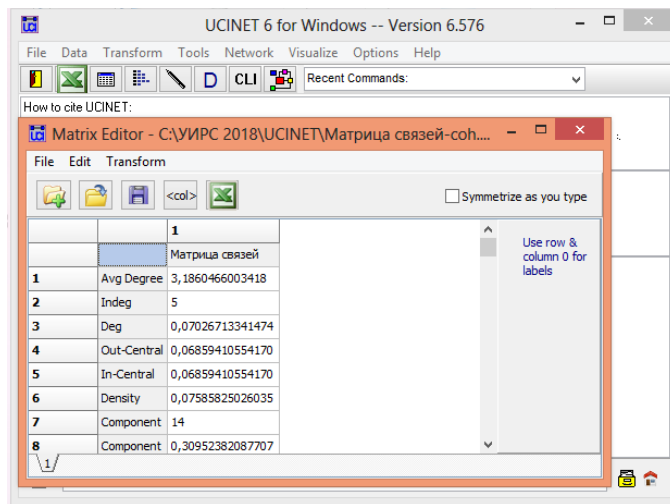 UCINET 6 for Windows -- Version 6.576
File Data Transform Tools Network Visualize Options Help
D CLI Recent Commands:
How to cite UCINET:
Matrix Editor - C:\УИРС 2018\UCINET\Матрица связей-coh....
File Edit Transform
<col> Symmetrize as you type
1
Матрица связей
1 Avg Degree 3,1860466003418
2 Indeg 5
3 Deg 0,07026713341474
4 Out-Central 0,06859410554170
5 In-Central 0,06859410554170
6 Density 0,07585825026035
7 Component 14
8 Component 0,30952382087707
Use row &
column 0 for
labels
\1/